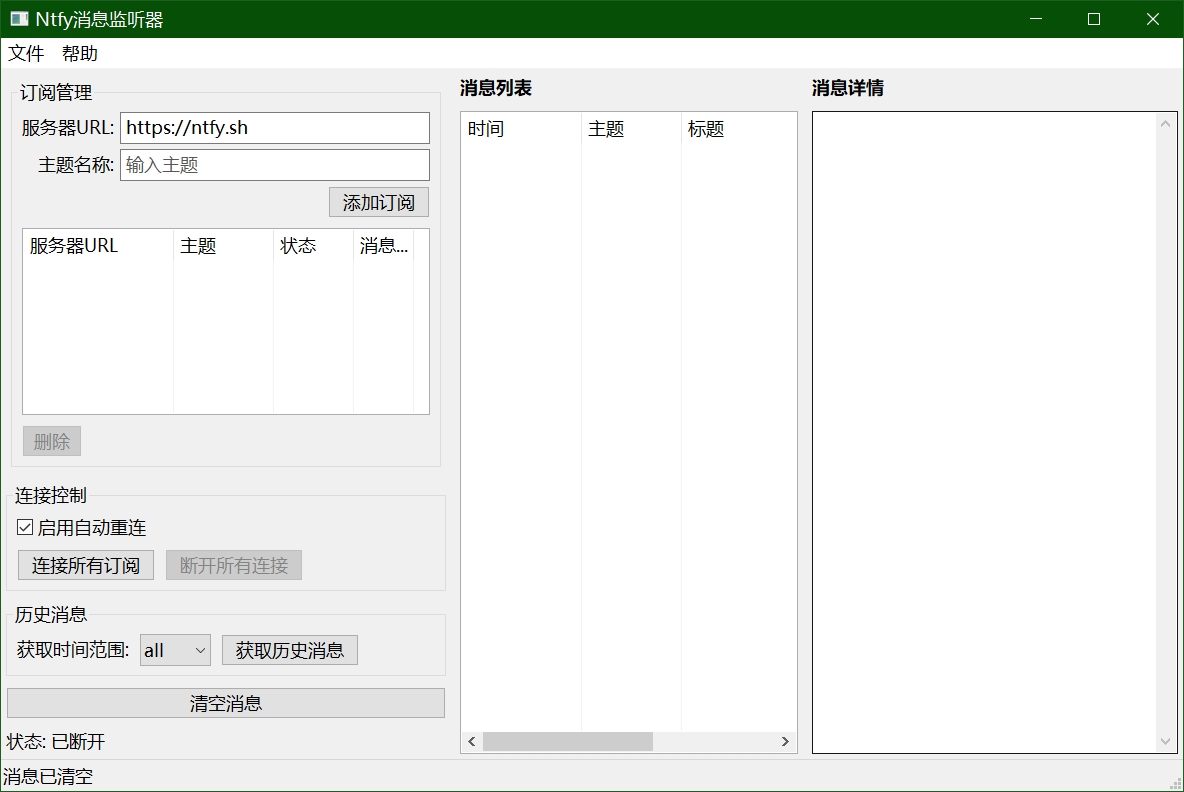 Ntfy消息监听器
文件 帮助
订阅管理
服务器URL: https://ntfy.sh
主题名称: 输入主题
添加订阅
服务器URL 主题 状态 消息...
删除
连接控制
启用自动重连
连接所有订阅 断开所有连接
历史消息
获取时间范围: all 获取历史消息
清空消息
状态: 已断开
消息列表
时间 主题 标题
消息详情
消息已清空